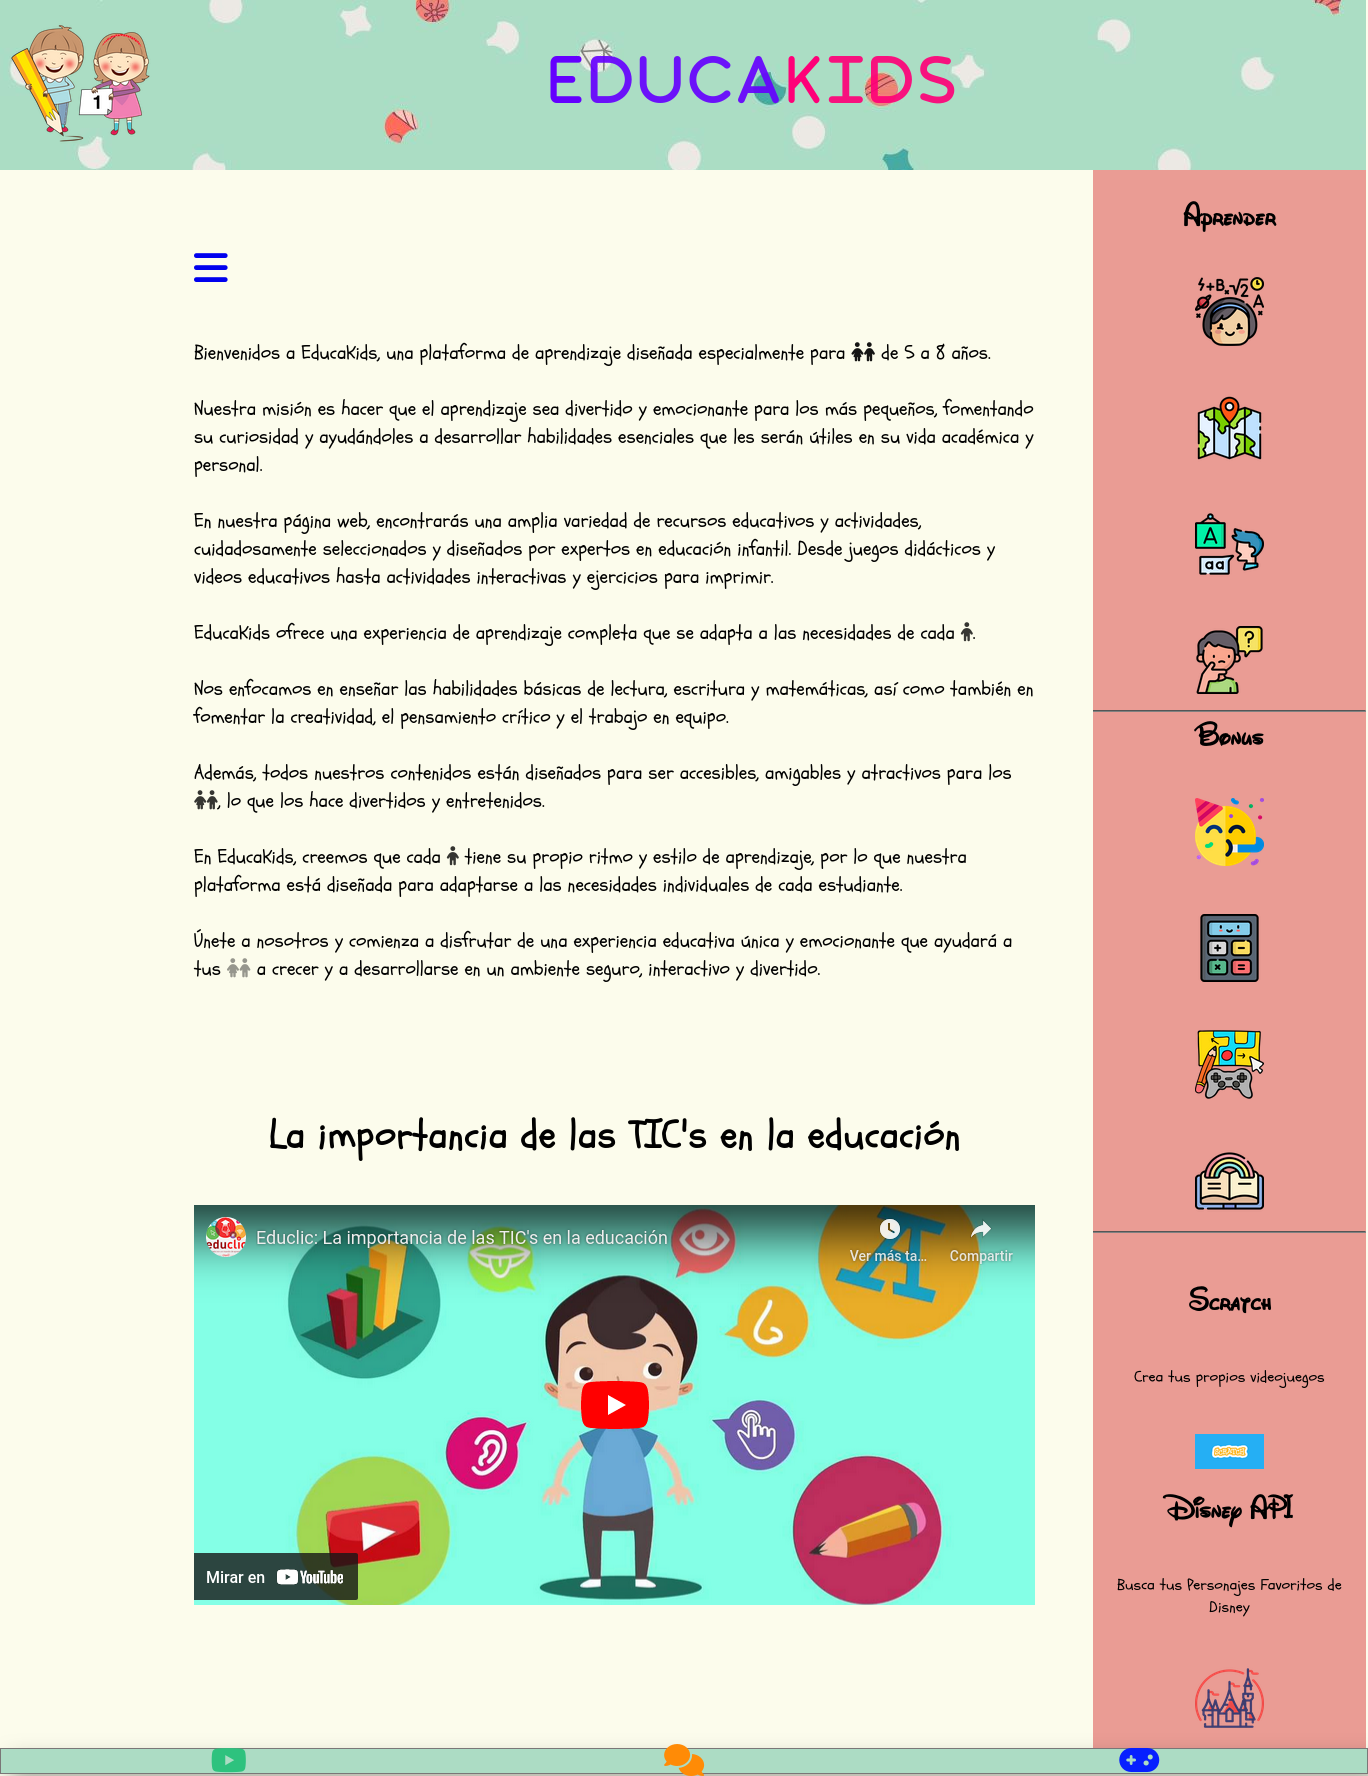 EDUCAKIDS
1
Bienvenidos a EducaKids, una plataforma de aprendizaje diseñada especialmente para de 5 a 8 años.
Nuestra misión es hacer que el aprendizaje sea divertido y emocionante para los más pequeños, fomentando
su curiosidad y ayudándoles a desarrollar habilidades esenciales que les serán útiles en su vida académica y
personal.
En nuestra página web, encontrarás una amplia variedad de recursos educativos y actividades,
cuidadosamente seleccionados y diseñados por expertos en educación infantil. Desde juegos didácticos y
videos educativos hasta actividades interactivas y ejercicios para imprimir.
EducaKids ofrece una experiencia de aprendizaje completa que se adapta a las necesidades de cada .
Nos enfocamos en enseñar las habilidades básicas de lectura, escritura y matemáticas, así como también en
fomentar la creatividad, el pensamiento crítico y el trabajo en equipo.
Además, todos nuestros contenidos están diseñados para ser accesibles, amigables y atractivos para los
, lo que los hace divertidos y entretenidos.
En EducaKids, creemos que cada tiene su propio ritmo y estilo de aprendizaje, por lo que nuestra
plataforma está diseñada para adaptarse a las necesidades individuales de cada estudiante.
Únete a nosotros y comienza a disfrutar de una experiencia educativa única y emocionante que ayudará a
tus a crecer y a desarrollarse en un ambiente seguro, interactivo y divertido.
La importancia de las TIC's en la educación
educlic
Educlic: La importancia de las TIC's en la educación
Ver más ta...
Compartir
A
Mirar en YouTube
Aprender
+B √2
A
A
aa
?
Bonus
+ −
× =
Scratch
Crea tus propios videojuegos
SCRATCH
Disney API
Busca tus Personajes Favoritos de
Disney